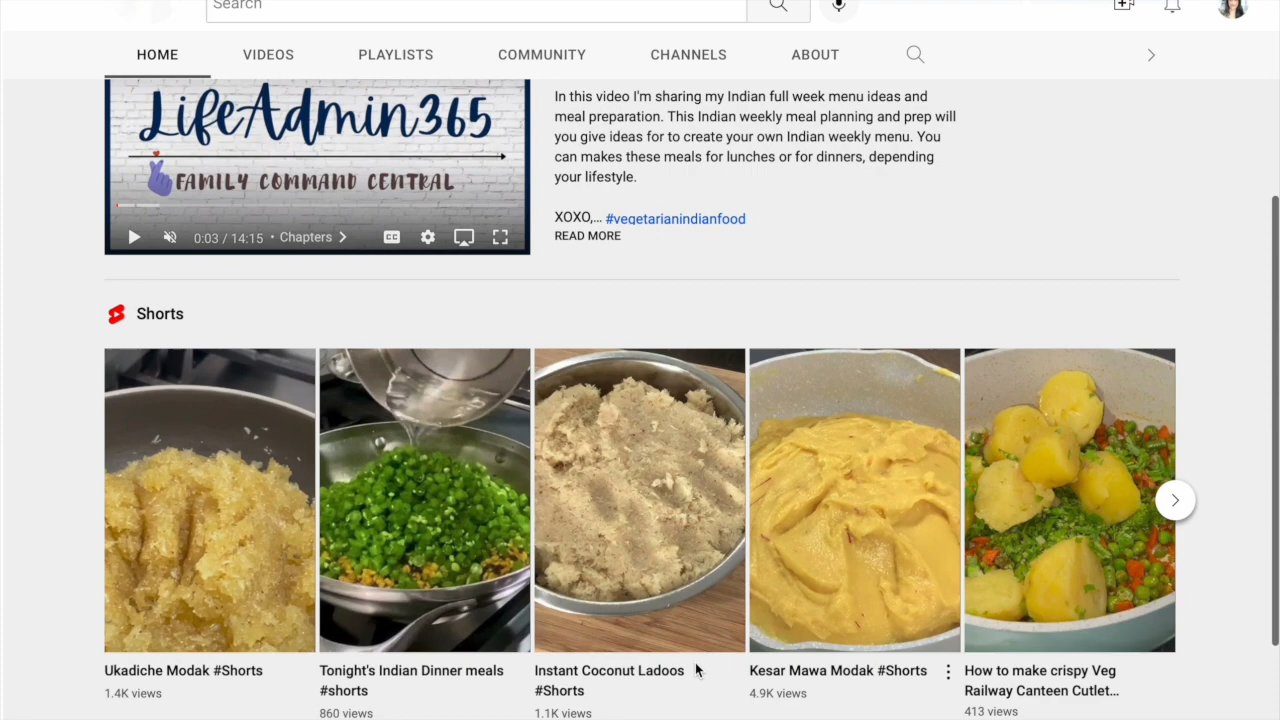 Search
HOME VIDEOS PLAYLISTS COMMUNITY CHANNELS ABOUT
LifeAdmin365
FAMILY COMMAND CENTRAL
0:03 / 14:15 • Chapters
CC
In this video I'm sharing my Indian full week menu ideas and
meal preparation. This Indian weekly meal planning and prep will
you give ideas for to create your own Indian weekly menu. You
can makes these meals for lunches or for dinners, depending
your lifestyle.
XOXO,... #vegetarianindianfood
READ MORE
Shorts
Ukadiche Modak #Shorts
1.4K views
Tonight's Indian Dinner meals
#shorts
860 views
Instant Coconut Ladoos
#Shorts
1.1K views
Kesar Mawa Modak #Shorts
4.9K views
How to make crispy Veg
Railway Canteen Cutlet...
413 views